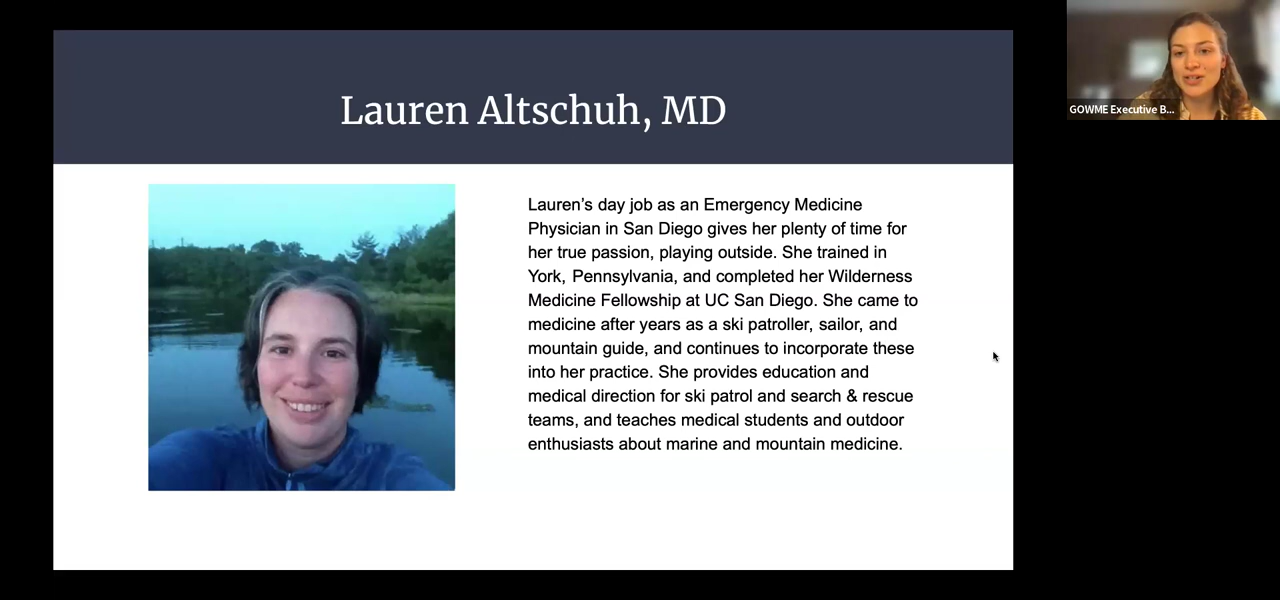 Lauren Altschuh, MD
GOWME Executive B...
Lauren’s day job as an Emergency Medicine
Physician in San Diego gives her plenty of time for
her true passion, playing outside. She trained in
York, Pennsylvania, and completed her Wilderness
Medicine Fellowship at UC San Diego. She came to
medicine after years as a ski patroller, sailor, and
mountain guide, and continues to incorporate these
into her practice. She provides education and
medical direction for ski patrol and search & rescue
teams, and teaches medical students and outdoor
enthusiasts about marine and mountain medicine.